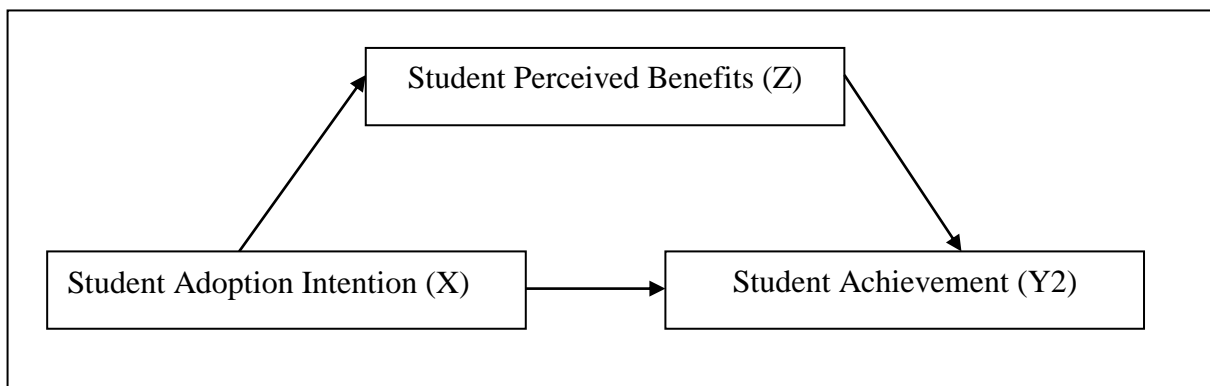 Student Perceived Benefits (Z)
Student Adoption Intention (X)
Student Achievement (Y2)